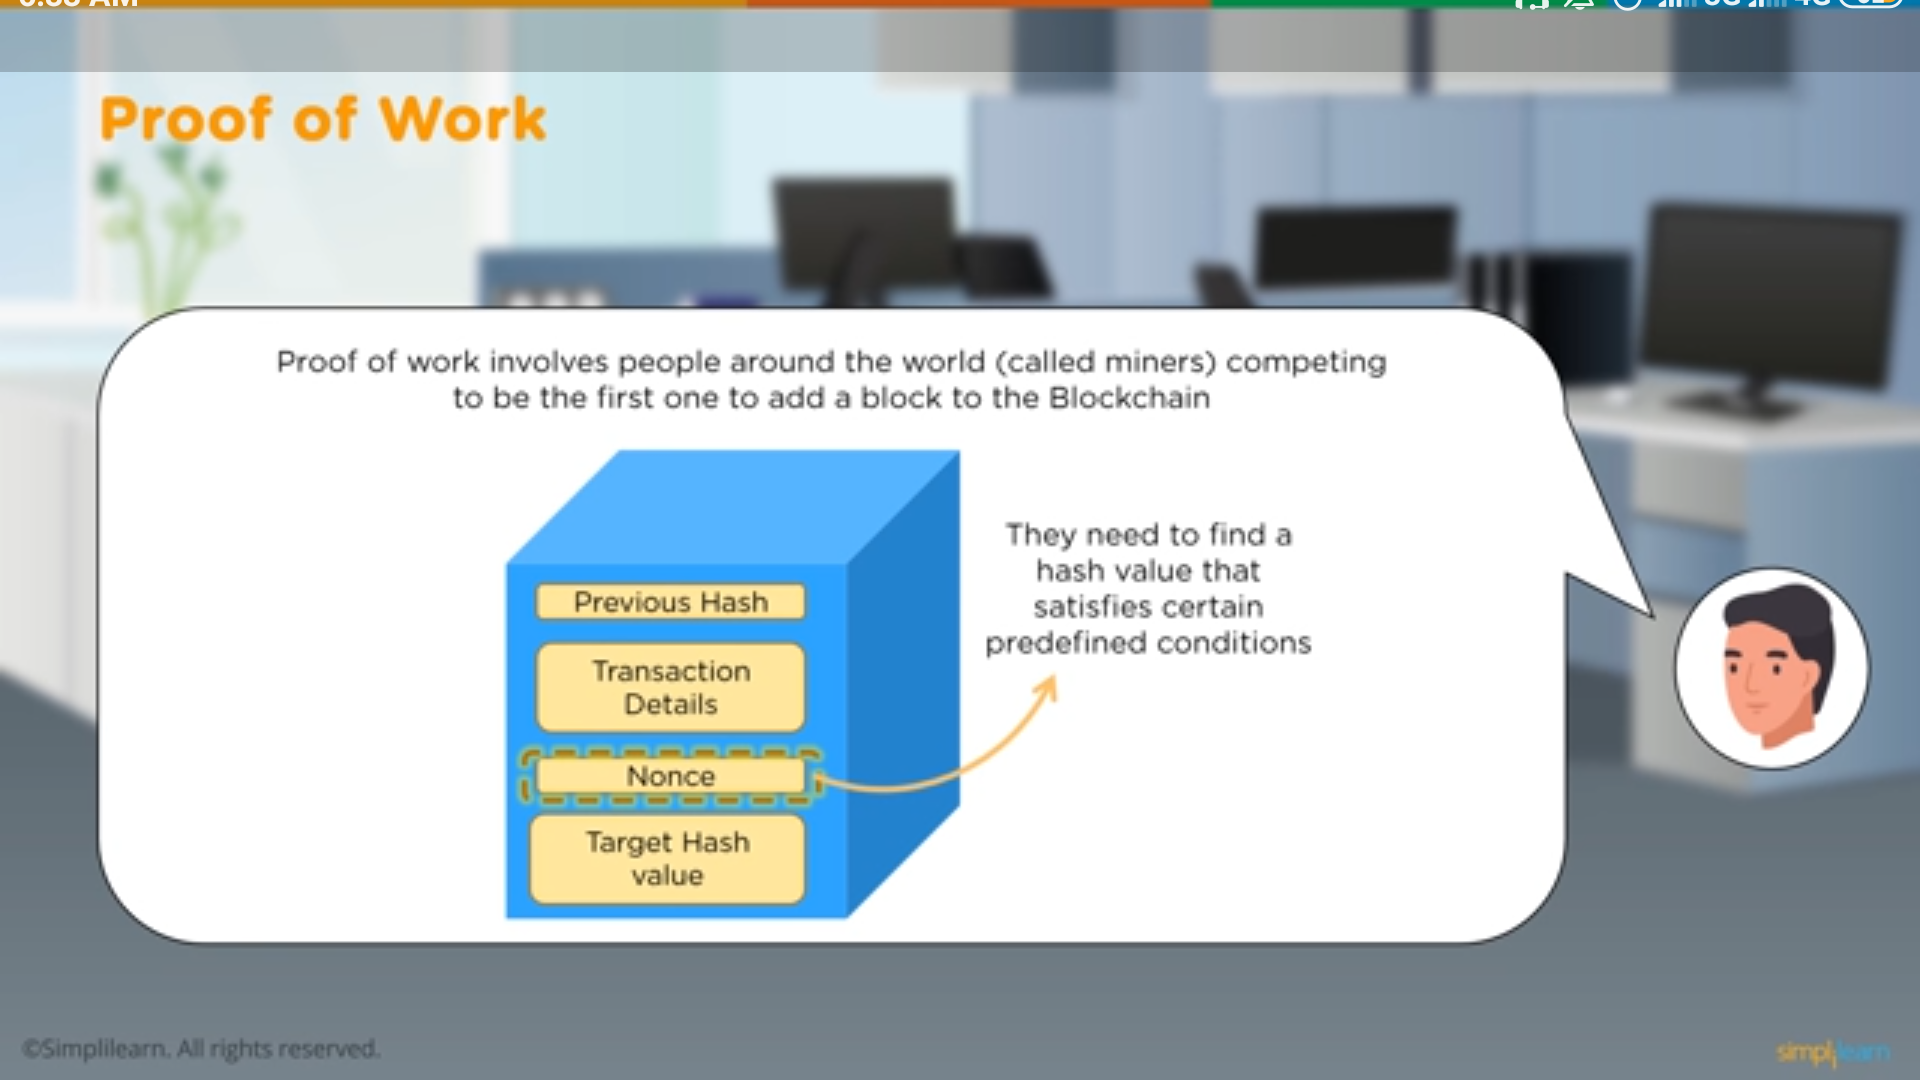 Proof of Work
Proof of work involves people around the world (called miners) competing
to be the first one to add a block to the Blockchain
Previous Hash
Transaction
Details
Nonce
Target Hash
value
They need to find a
hash value that
satisfies certain
predefined conditions
©Simplilearn. All rights reserved.
simplilearn